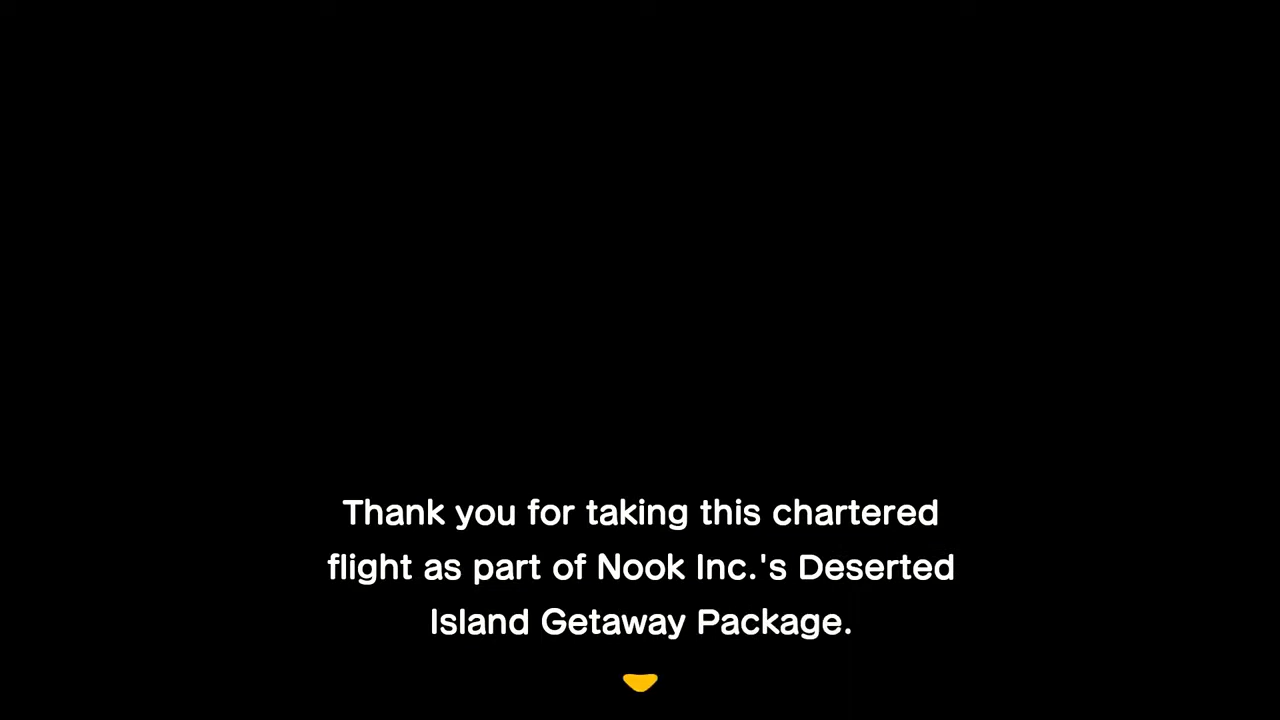 Thank you for taking this chartered
flight as part of Nook Inc.'s Deserted
Island Getaway Package.